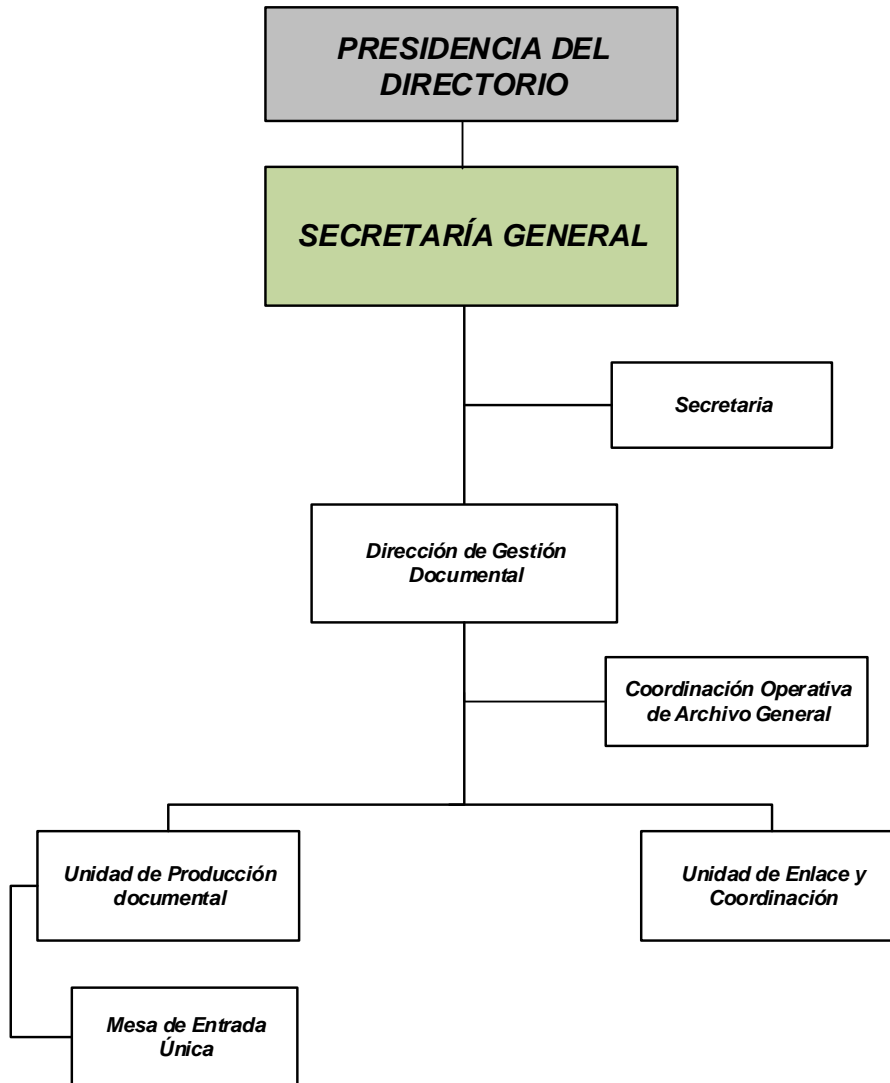 PRESIDENCIA DEL
DIRECTORIO
SECRETARÍA GENERAL
Secretaria
Dirección de Gestión
Documental
Coordinación Operativa
de Archivo General
Unidad de Producción
documental
Unidad de Enlace y
Coordinación
Mesa de Entrada
Única